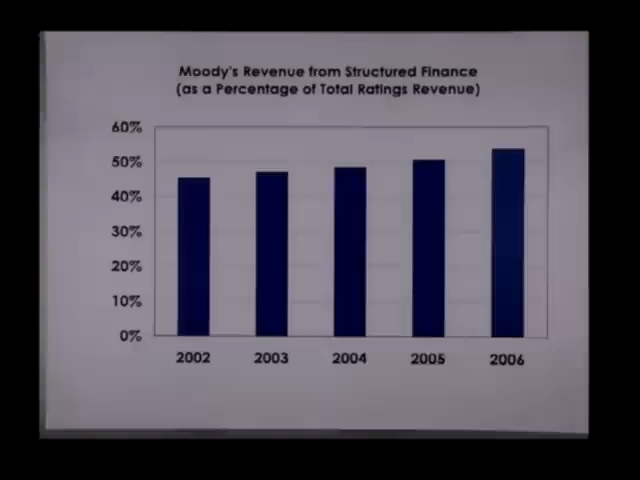 Moody's Revenue from Structured Finance
(as a Percentage of Total Ratings Revenue)
60%
50%
40%
30%
20%
10%
0%
2002 2003 2004 2005 2006